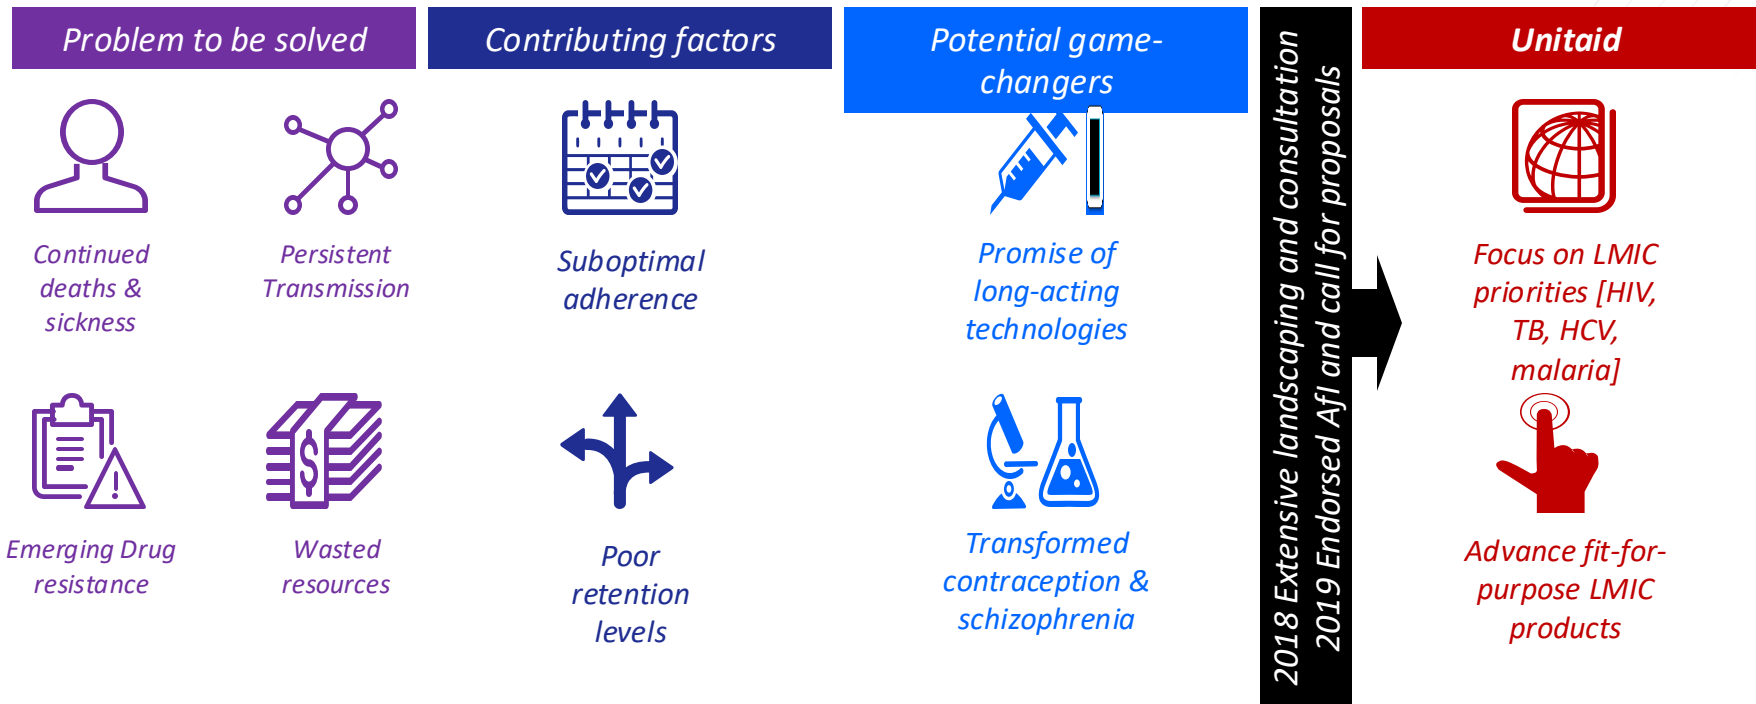 Problem to be solved
Continued
deaths &
sickness
Persistent
Transmission
Emerging Drug
resistance
$
Wasted
resources
Contributing factors
Suboptimal
adherence
Poor
retention
levels
Potential game-
changers
Promise of
long-acting
technologies
Transformed
contraception &
schizophrenia
2018 Extensive landscaping and consultation
2019 Endorsed AfI and call for proposals
Unitaid
Focus on LMIC
priorities [HIV,
TB, HCV,
malaria]
Advance fit-for-
purpose LMIC
products